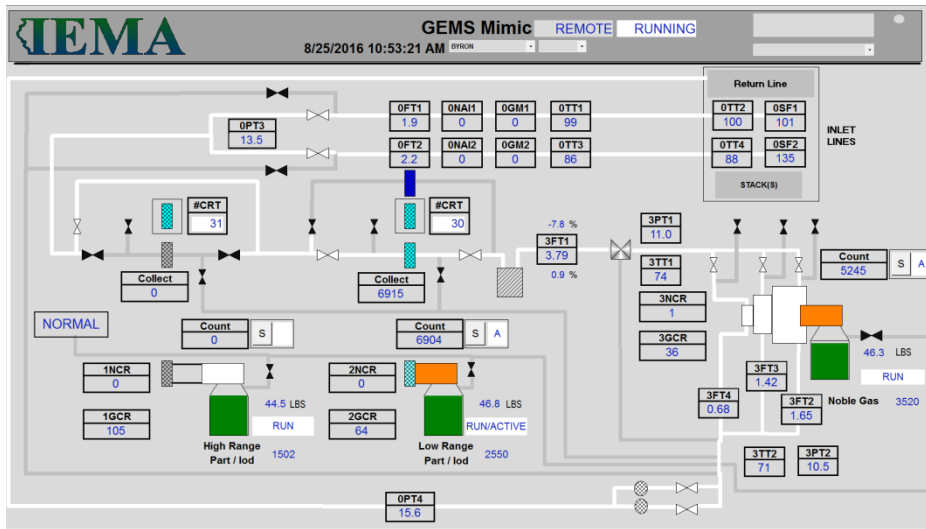 IEMA
GEMS Mimic REMOTE RUNNING
8/25/2016 10:53:21 AM BYRON
Return Line
0FT1 0NAI1 0GM1 0TT1 0TT2 0SF1
1.9 0 0 99 100 101
0PT3
13.5
INLET
LINES
0FT2 0NAI2 0GM2 0TT3 0TT4 0SF2
2.2 0 0 86 88 135
STACK(S)
#CRT #CRT
31 30
-7.8 %
3FT1
3.79
0.9 %
3PT1
11.0
3TT1
74
Count
5245 S A
Collect Collect
0 6915
3NCR
1
NORMAL
Count Count
0 S 6904 S A
3GCR
36
46.3 LBS
RUN
1NCR 2NCR
0 0
3FT3
1.42
3FT4
0.68
3FT2
1.65
Noble Gas 3520
44.5 LBS 46.8 LBS
1GCR 2GCR
105 64
RUN RUN/ACTIVE
High Range Low Range
Part / Iod 1502 Part / Iod 2550
3TT2 3PT2
71 10.5
0PT4
15.6